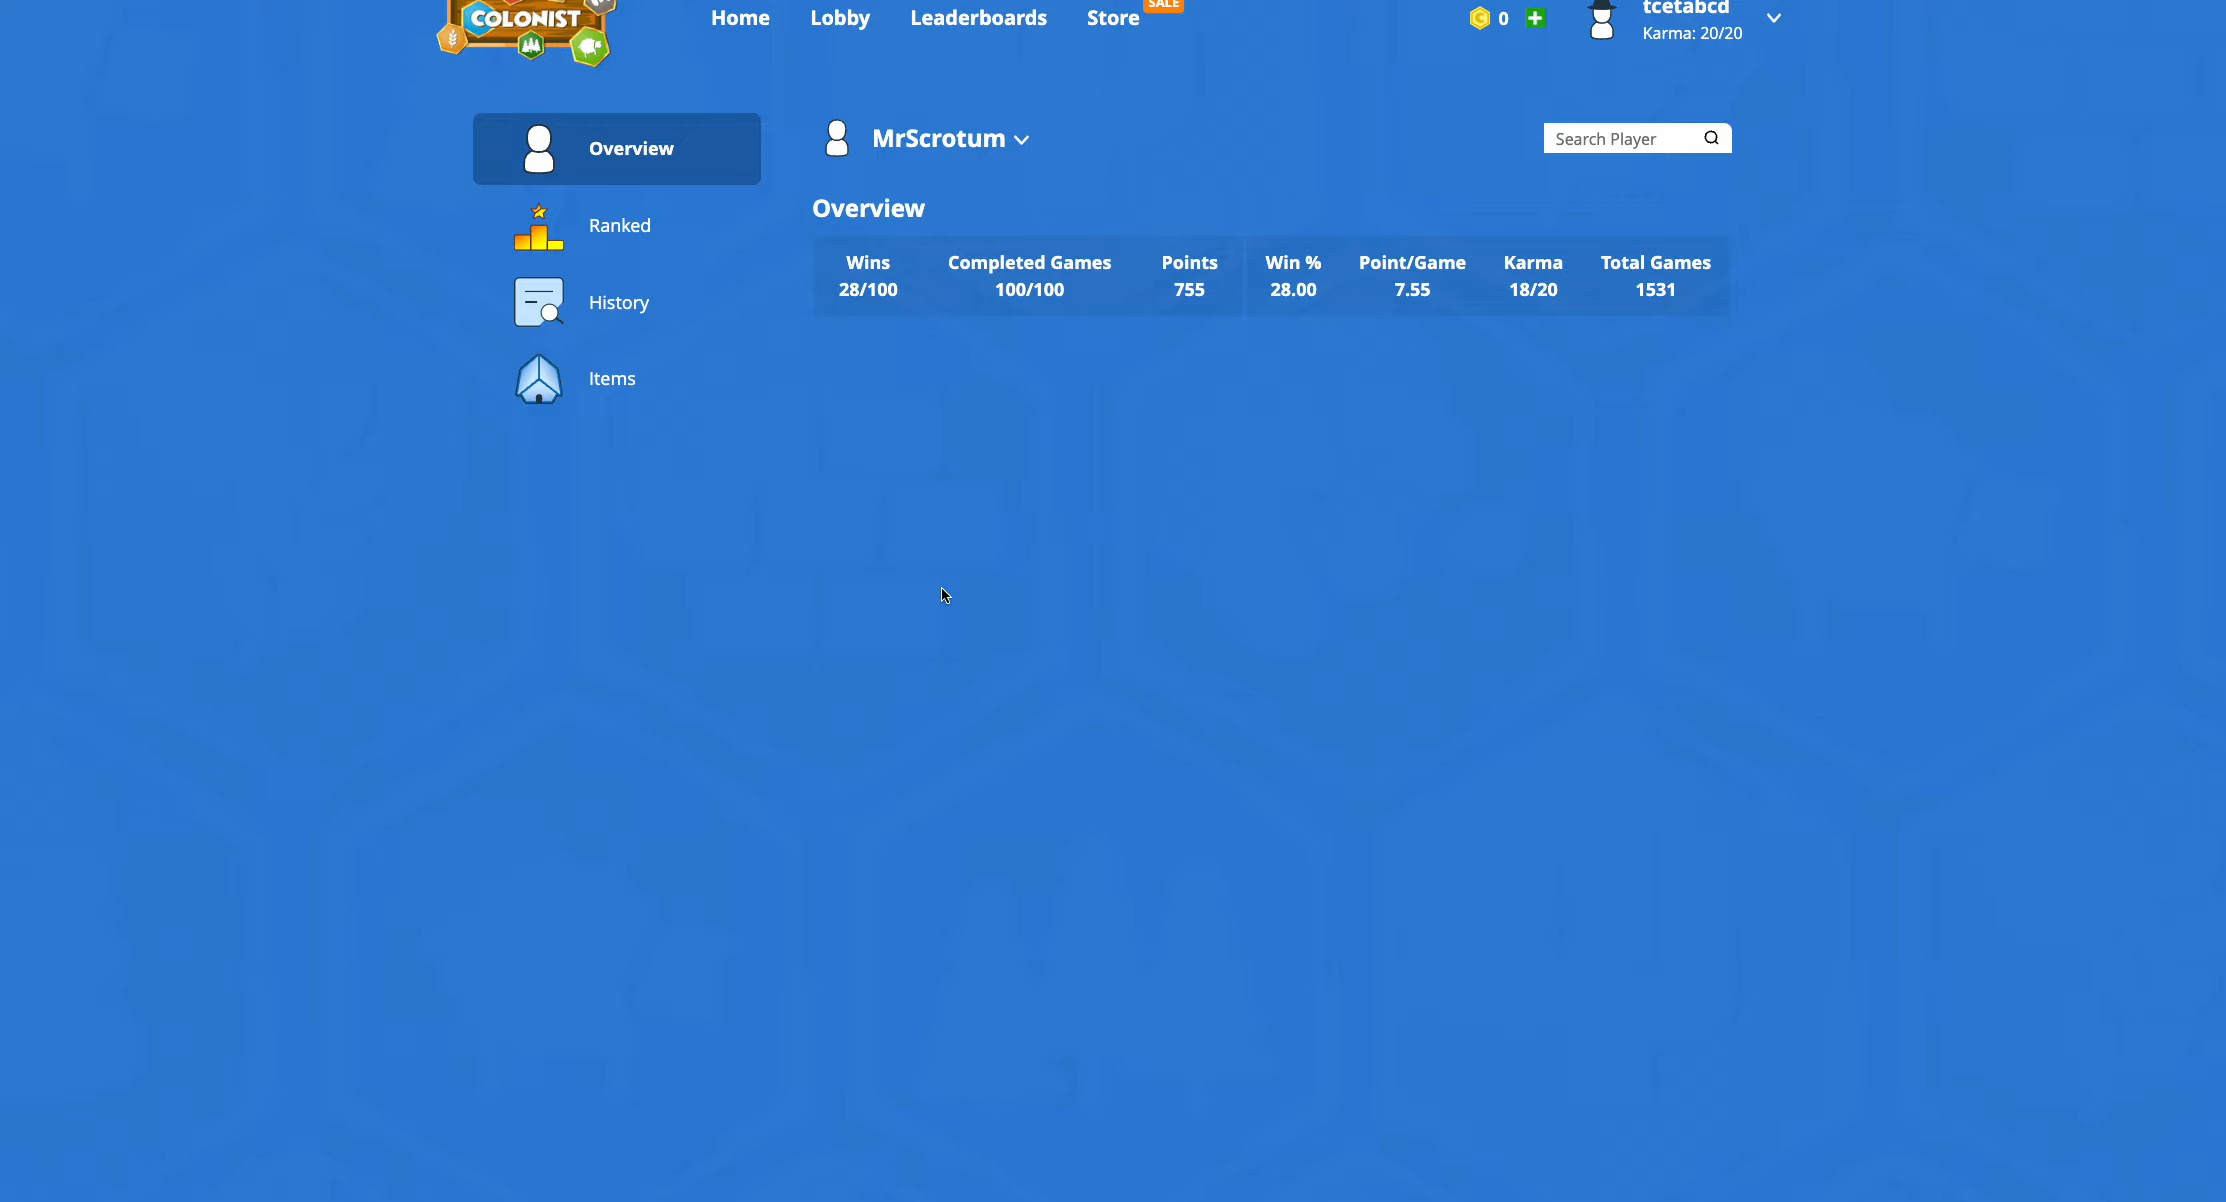 COLONIST
Home
Lobby
Leaderboards
Store
SALE
0
tcetabcd
Karma: 20/20
Overview
Ranked
History
Items
MrScrotum
Search Player
Overview
Wins Completed Games Points Win % Point/Game Karma Total Games
28/100 100/100 755 28.00 7.55 18/20 1531